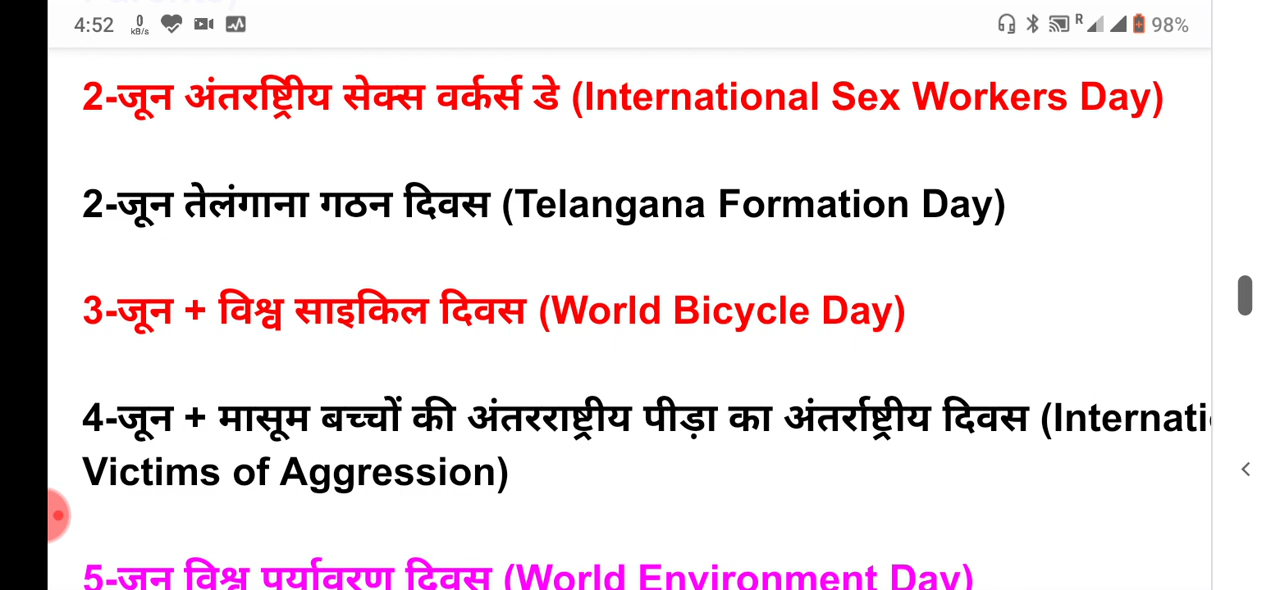 4:52 0 kB/s R 98%
2-जून अंतरष्ट्रिीय सेक्स वर्कर्स डे (International Sex Workers Day)
2-जून तेलंगाना गठन दिवस (Telangana Formation Day)
3-जून + विश्व साइकिल दिवस (World Bicycle Day)
4-जून + मासूम बच्चों की अंतरराष्ट्रीय पीड़ा का अंतर्राष्ट्रीय दिवस (Internati
Victims of Aggression)
5-जून विश्व पर्यावरण दिवस (World Environment Day)